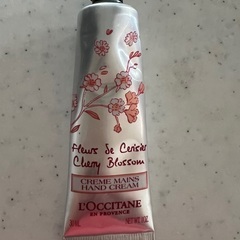 Fleurs de Cerisier
Cherry Blossom
CRÈME MAINS
HAND CREAM
L'OCCITANE
EN PROVENCE